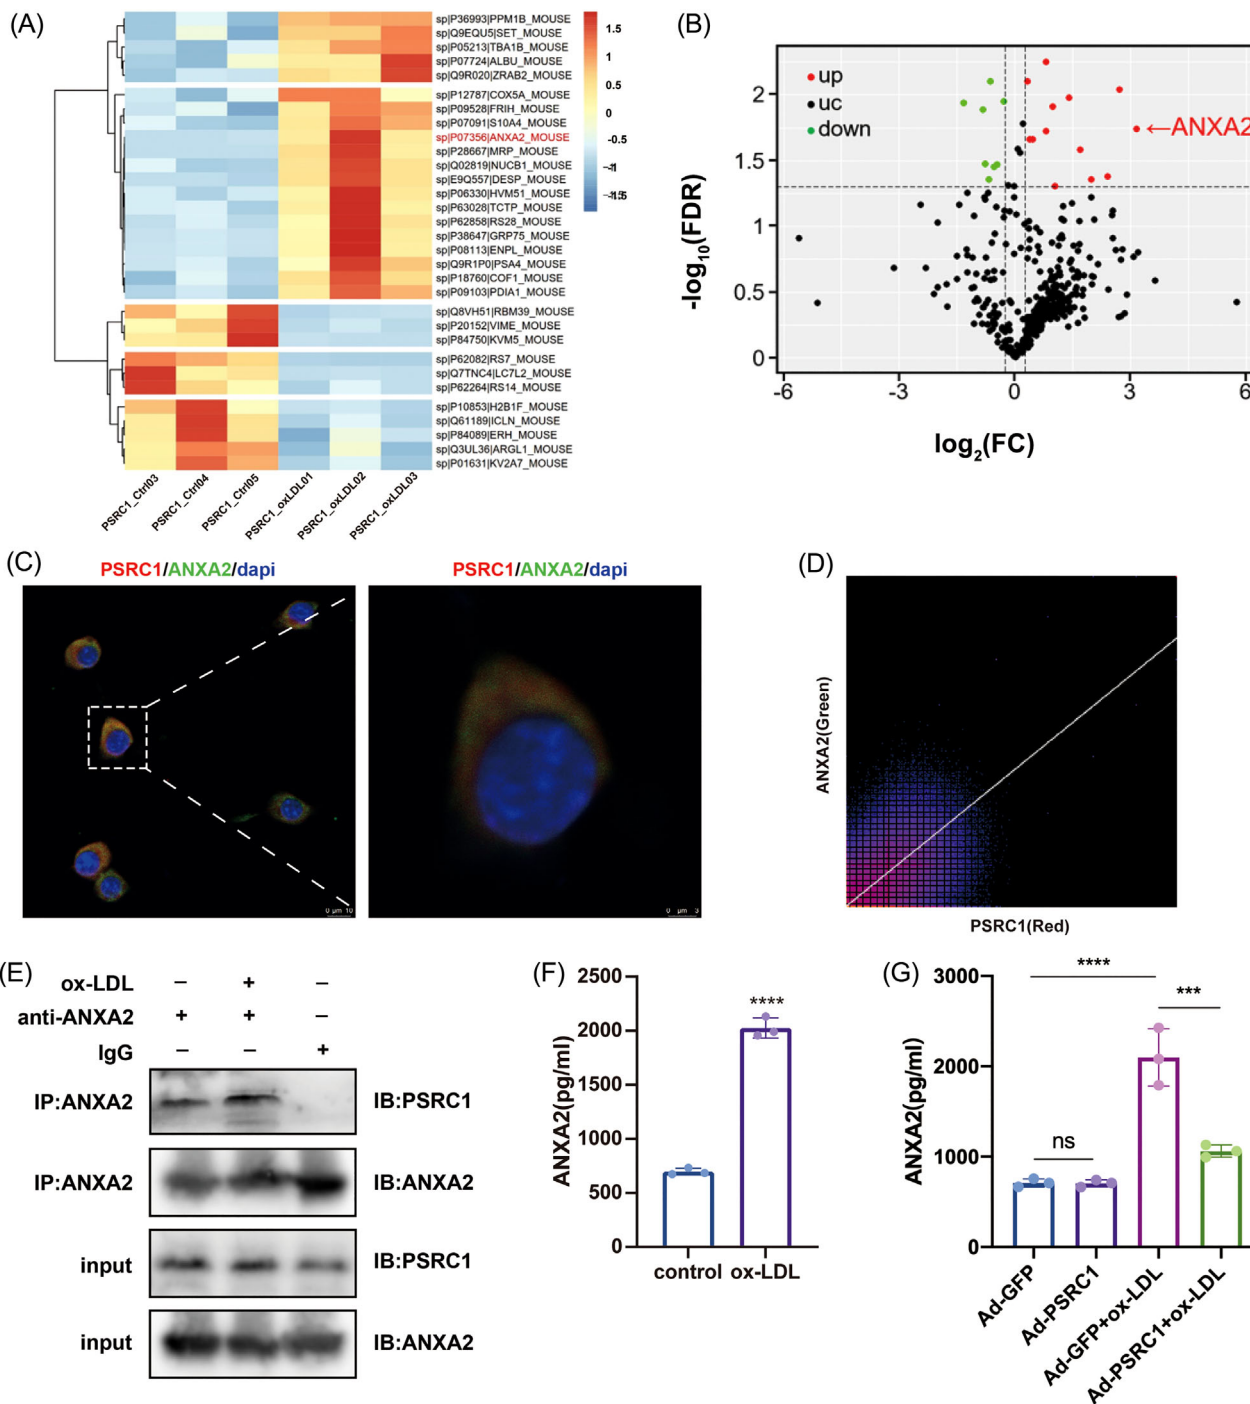 (A)
sp|P36993|PPM1B_MOUSE
sp|Q9EQU5|SET_MOUSE
sp|P05213|TBA1B_MOUSE
sp|P07724|ALBU_MOUSE
sp|Q9R020|ZRAB2_MOUSE
sp|P12787|COX5A_MOUSE
sp|P09528|FRIH_MOUSE
sp|P07091|S10A4_MOUSE
sp|P07356|ANXA2_MOUSE
sp|P28667|MRP_MOUSE
sp|Q02819|NUCB1_MOUSE
sp|E9Q557|DESP_MOUSE
sp|P06330|HVM51_MOUSE
sp|P63028|TCTP_MOUSE
sp|P62858|RS28_MOUSE
sp|P38647|GRP75_MOUSE
sp|P08113|ENPL_MOUSE
sp|Q9R1P0|PSA4_MOUSE
sp|P18760|COF1_MOUSE
sp|P09103|PDIA1_MOUSE
sp|Q8VH51|RBM39_MOUSE
sp|P20152|VIME_MOUSE
sp|P84750|KVM5_MOUSE
sp|P62082|RS7_MOUSE
sp|Q7TNC4|LC7L2_MOUSE
sp|P62264|RS14_MOUSE
sp|P10853|H2B1F_MOUSE
sp|Q61189|ICLN_MOUSE
sp|P84089|ERH_MOUSE
sp|Q3UL36|ARGL1_MOUSE
sp|P01631|KV2A7_MOUSE
1.5
1
0.5
0
-0.5
PSRC1_Ctrl03
PSRC1_Ctrl04
PSRC1_Ctrl05
PSRC1_oxLDL01
PSRC1_oxLDL02
PSRC1_oxLDL03
(B)
up
uc
down
←ANXA2
2
1.5
1
0.5
0
-log10(FDR)
-6
-3
0
3
6
log2(FC)
(C)
PSRC1/ANXA2/dapi
PSRC1/ANXA2/dapi
0 µm 10
0 µm 3
(D)
ANXA2(Green)
PSRC1(Red)
(E)
ox-LDL − + −
anti-ANXA2 + + −
IgG − − +
IP:ANXA2 IB:PSRC1
IP:ANXA2 IB:ANXA2
input IB:PSRC1
input IB:ANXA2
(F)
ANXA2(pg/ml)
2500
2000
1500
1000
500
0
****
control ox-LDL
(G)
ANXA2(pg/ml)
3000
2000
1000
0
****
***
ns
Ad-GFP
Ad-PSRC1
Ad-GFP+ox-LDL
Ad-PSRC1+ox-LDL